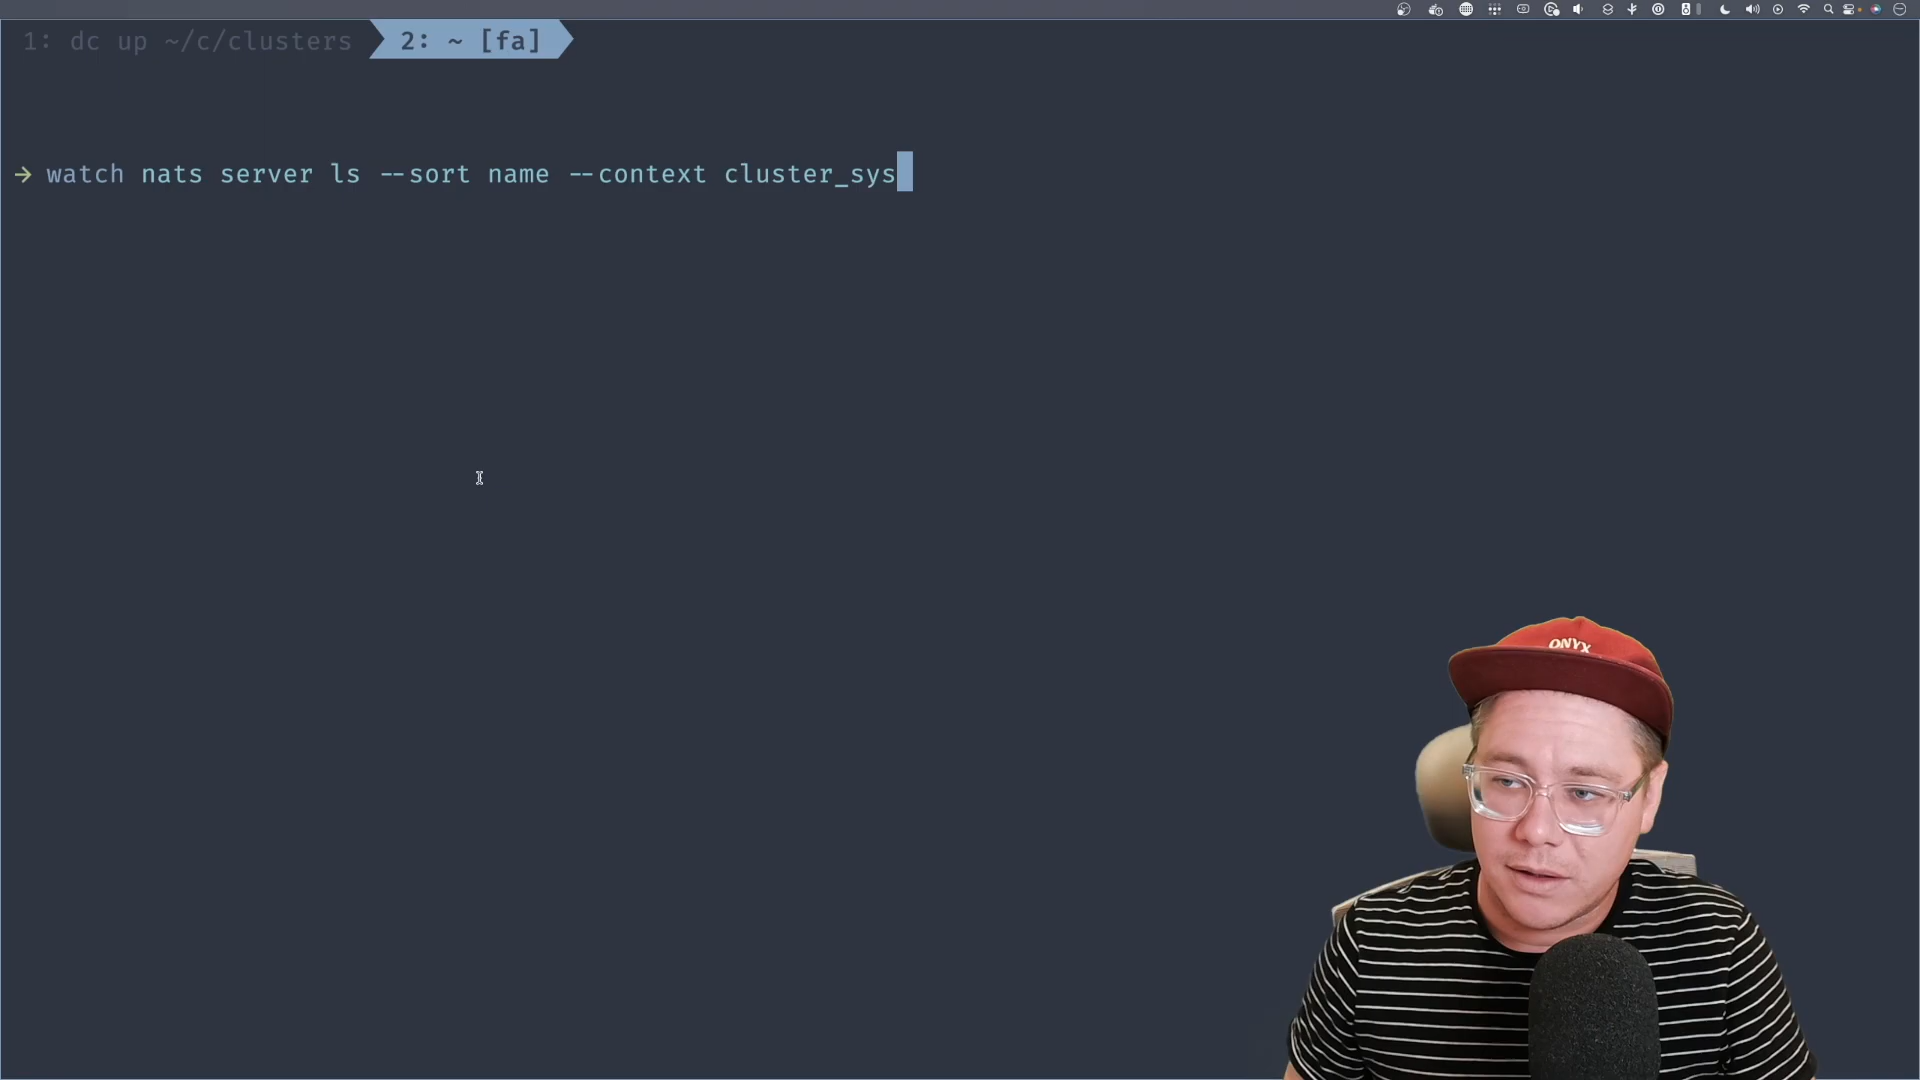 1: dc up ~/c/clusters
2: ~ [fa]
→ watch nats server ls --sort name --context cluster_sys
ONYX